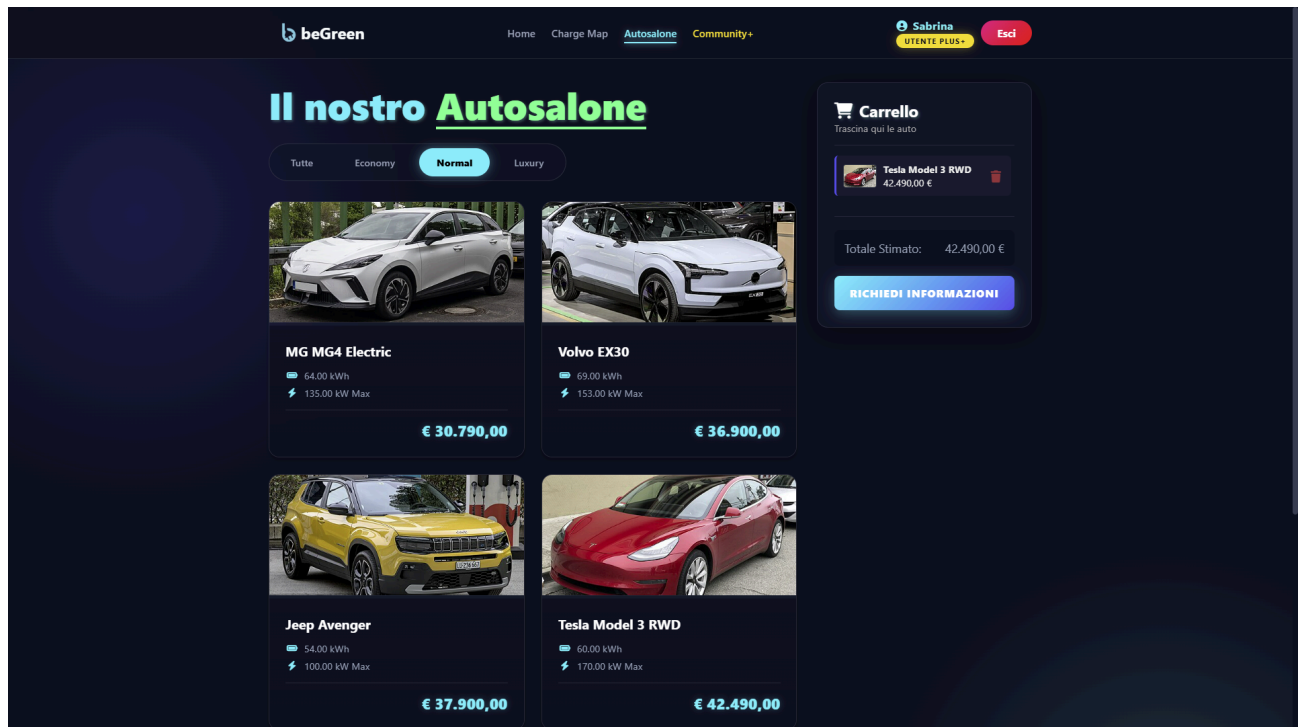 beGreen
Home Charge Map Autosalone Community+
Sabrina
UTENTE PLUS+
Esci
Il nostro Autosalone
Tutte Economy Normal Luxury
MG MG4 Electric
64.00 kWh
135.00 kW Max
€ 30.790,00
Volvo EX30
69.00 kWh
153.00 kW Max
€ 36.900,00
Jeep Avenger
54.00 kWh
100.00 kW Max
€ 37.900,00
Tesla Model 3 RWD
60.00 kWh
170.00 kW Max
€ 42.490,00
Carrello
Trascina qui le auto
Tesla Model 3 RWD
42.490,00 €
Totale Stimato: 42.490,00 €
RICHIEDI INFORMAZIONI